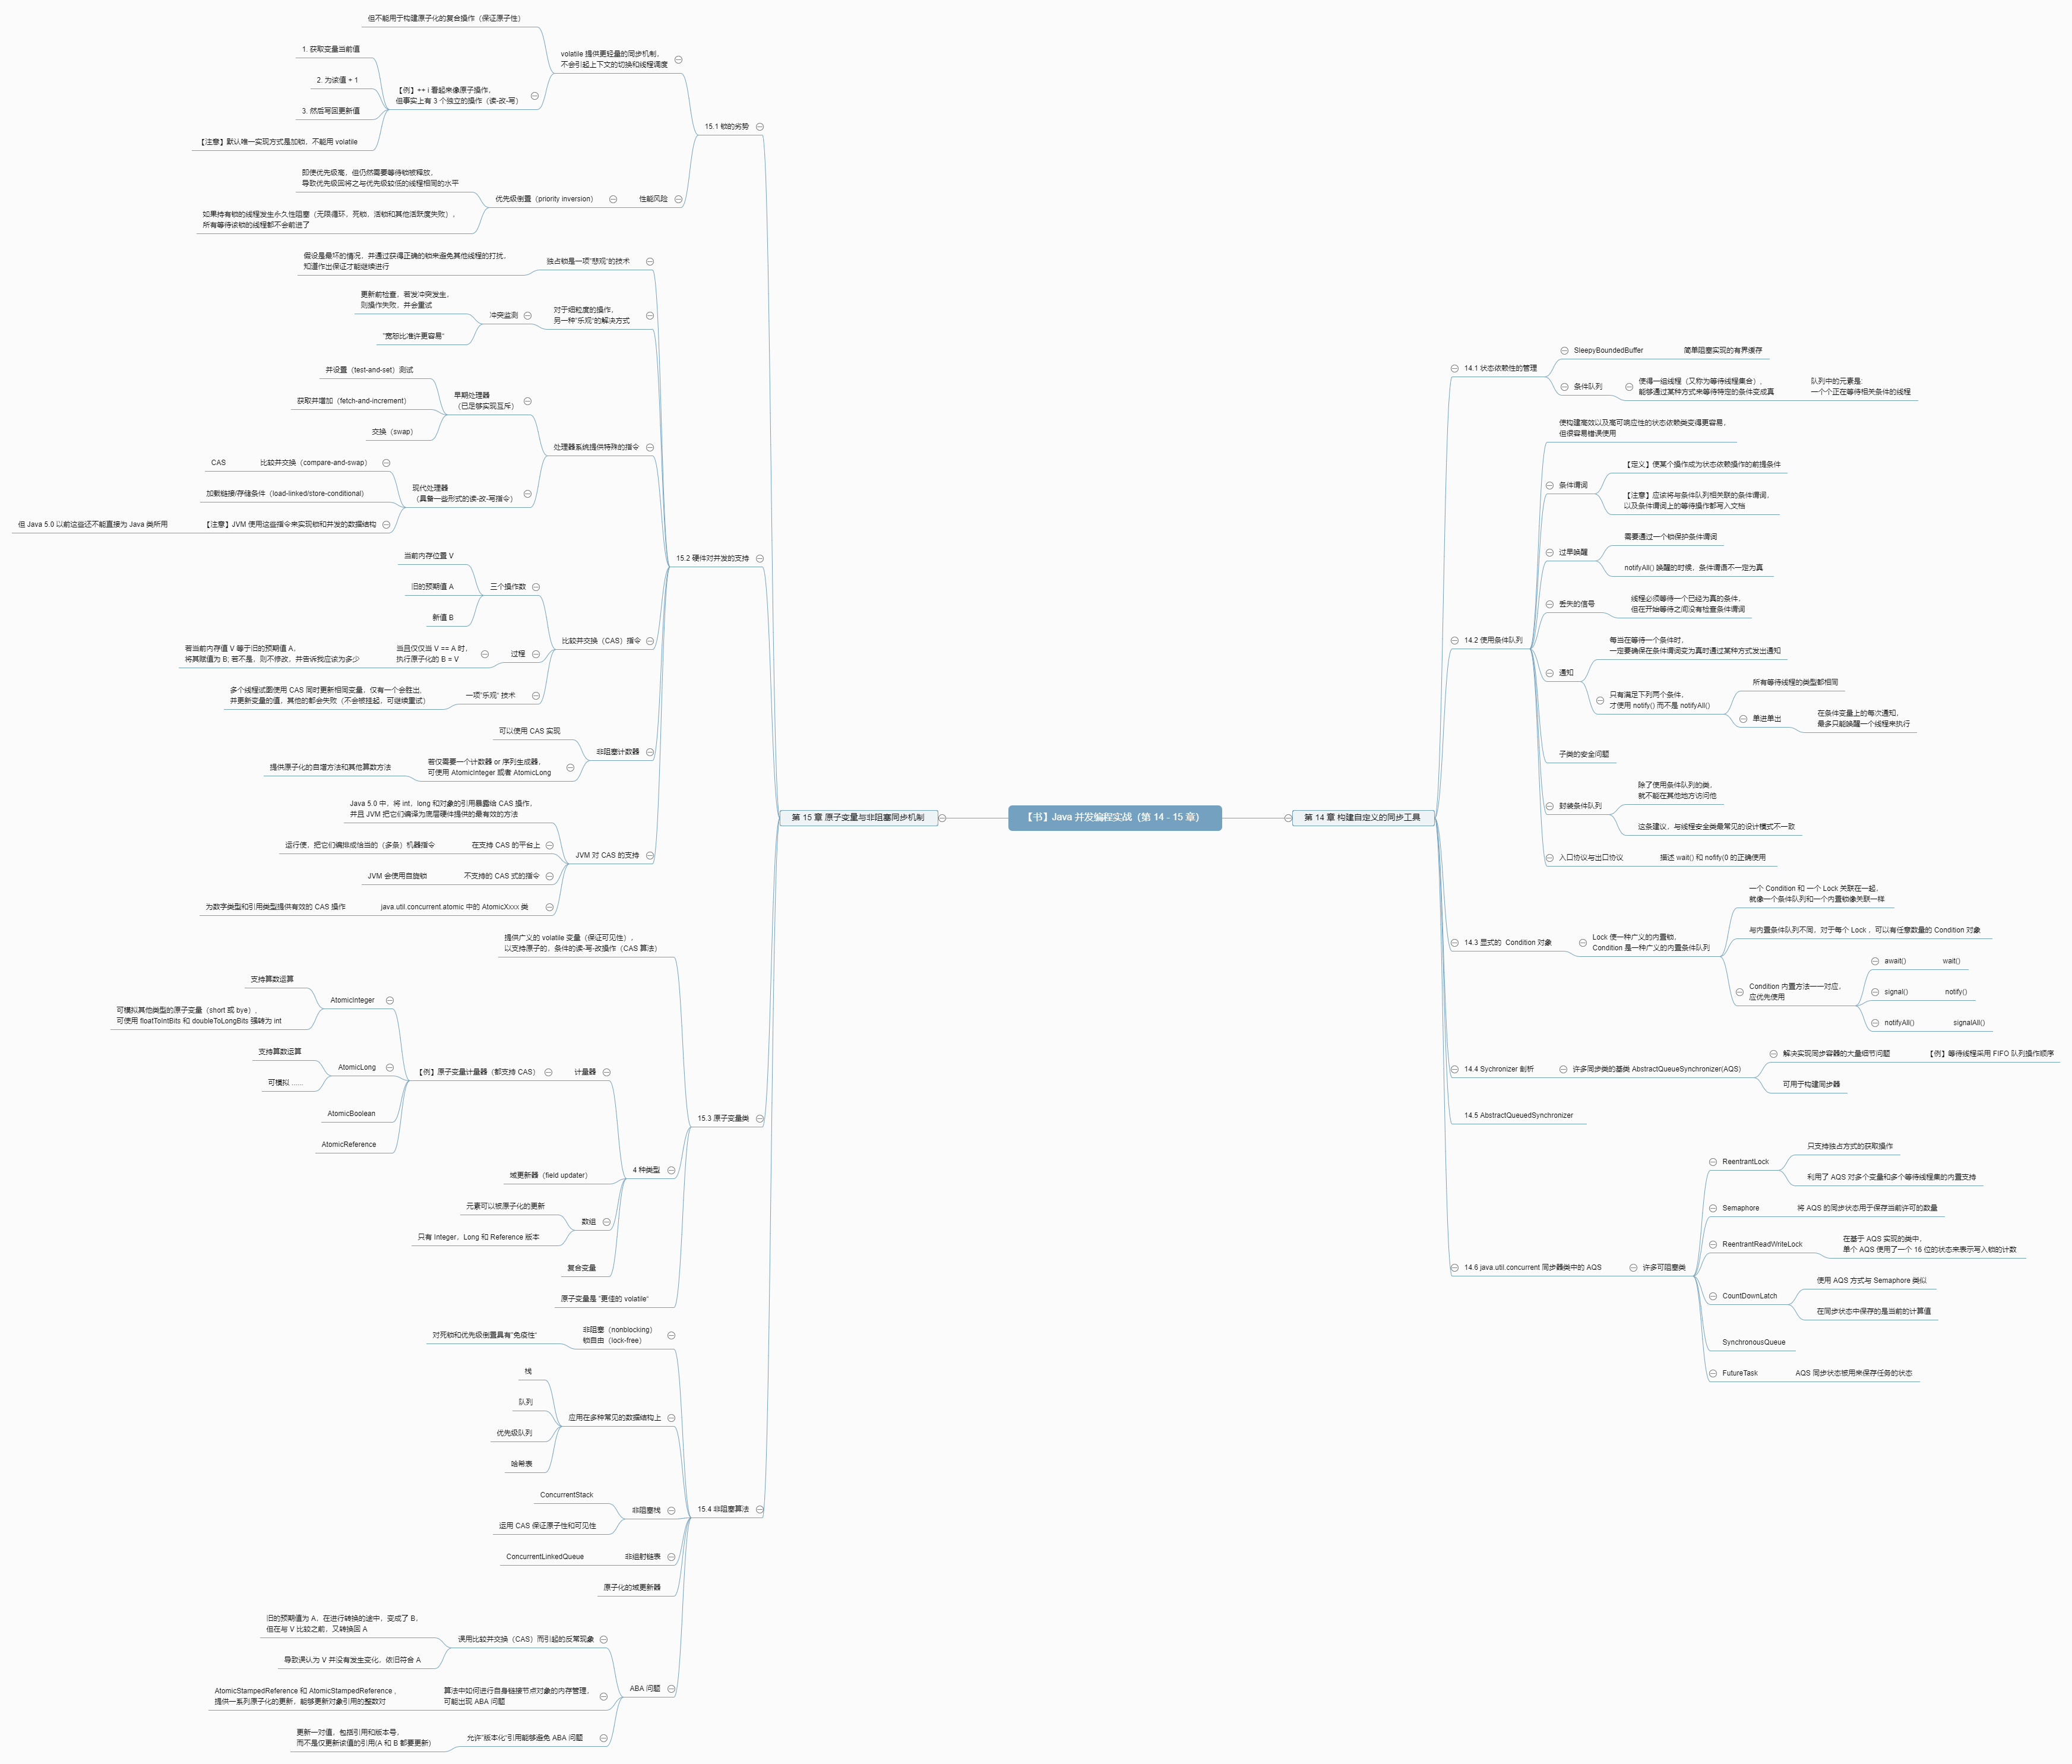 【书】Java 并发编程实战（第 14 - 15 章）
第 14 章 构建自定义的同步工具
14.1 状态依赖性的管理
SleepyBoundedBuffer
简单阻塞实现的有界缓存
条件队列
使得一组线程（又称为等待线程集合），
能够通过某种方式来等待特定的条件变成真
队列中的元素是:
一个个正在等待相关条件的线程
14.2 使用条件队列
使构建高效以及高可响应性的状态依赖类变得更容易，
但很容易错误使用
条件谓词
【定义】使某个操作成为状态依赖操作的前提条件
【注意】应该将与条件队列相关联的条件谓词，
以及条件谓词上的等待操作都写入文档
过早唤醒
需要通过一个锁保护条件谓词
notifyAll() 唤醒的时候，条件谓语不一定为真
丢失的信号
线程必须等待一个已经为真的条件，
但在开始等待之间没有检查条件谓词
通知
每当在等待一个条件时，
一定要确保在条件谓词变为真时通过某种方式发出通知
只有满足下列两个条件，
才使用 notify() 而不是 notifyAll()
所有等待线程的类型都相同
单进单出
在条件变量上的每次通知，
最多只能唤醒一个线程来执行
子类的安全问题
封装条件队列
除了使用条件队列的类，
就不能在其他地方访问他
这条建议，与线程安全类最常见的设计模式不一致
入口协议与出口协议
描述 wait() 和 nofify(0 的正确使用
14.3 显式的  Condition 对象
Lock 使一种广义的内置锁，
Condition 是一种广义的内置条件队列
一个 Condition 和 一个 Lock 关联在一起，
就像一个条件队列和一个内置锁像关联一样
与内置条件队列不同，对于每个 Lock ，可以有任意数量的 Condition 对象
Condition 内置方法一一对应，
应优先使用
await()
wait()
signal()
notify()
notifyAll()
signalAll()
14.4 Sychronizer 剖析
许多同步类的基类 AbstractQueueSynchronizer(AQS)
解决实现同步容器的大量细节问题
【例】等待线程采用 FIFO 队列操作顺序
可用于构建同步器
14.5 AbstractQueuedSynchronizer
14.6 java.util.concurrent 同步器类中的 AQS
许多可阻塞类
ReentrantLock
只支持独占方式的获取操作
利用了 AQS 对多个变量和多个等待线程集的内置支持
Semaphore
将 AQS 的同步状态用于保存当前许可的数量
ReentrantReadWriteLock
在基于 AQS 实现的类中，
单个 AQS 使用了一个 16 位的状态来表示写入锁的计数
CountDownLatch
使用 AQS 方式与 Semaphore 类似
在同步状态中保存的是当前的计算值
SynchronousQueue
FutureTask
AQS 同步状态被用来保存任务的状态
第 15 章 原子变量与非阻塞同步机制
15.1 锁的劣势
volatile 提供更轻量的同步机制，
不会引起上下文的切换和线程调度
但不能用于构建原子化的复合操作（保证原子性）
【例】++ i 看起来像原子操作，
但事实上有 3 个独立的操作（读-改-写）
1. 获取变量当前值
2. 为该值 + 1
3. 然后写回更新值
【注意】默认唯一实现方式是加锁，不能用 volatile
性能风险
优先级倒置（priority inversion）
即使优先级高，但仍然需要等待锁被释放，
导致优先级回将之与优先级较低的线程相同的水平
如果持有锁的线程发生永久性阻塞（无限循环，死锁，活锁和其他活跃度失败），
所有等待该锁的线程都不会前进了
15.2 硬件对并发的支持
独占锁是一项“悲观”的技术
假设是最坏的情况，并通过获得正确的锁来避免其他线程的打扰，
知道作出保证才能继续进行
对于细粒度的操作，
另一种“乐观”的解决方式
冲突监测
更新前检查，若发冲突发生，
则操作失败，并会重试
“宽恕比准许更容易”
处理器系统提供特殊的指令
早期处理器
（已足够实现互斥）
并设置（test-and-set）测试
获取并增加（fetch-and-increment）
交换（swap）
现代处理器
（具备一些形式的读-改-写指令）
比较并交换（compare-and-swap）
CAS
加载链接/存储条件（load-linked/store-conditional）
【注意】JVM 使用这些指令来实现锁和并发的数据结构
但 Java 5.0 以前这些还不能直接为 Java 类所用
比较并交换（CAS）指令
三个操作数
当前内存位置 V
旧的预期值 A
新值 B
过程
当且仅仅当 V == A 时，
执行原子化的 B = V
若当前内存值 V 等于旧的预期值 A，
将其赋值为 B; 若不是，则不修改，并告诉我应该为多少
一项“乐观” 技术
多个线程试图使用 CAS 同时更新相同变量，仅有一个会胜出，
并更新变量的值，其他的都会失败（不会被挂起，可继续重试）
非阻塞计数器
可以使用 CAS 实现
若仅需要一个计数器 or 序列生成器，
可使用 AtomicInteger 或者 AtomicLong
提供原子化的自增方法和其他算数方法
JVM 对 CAS 的支持
Java 5.0 中，将 int，long 和对象的引用暴露给 CAS 操作，
并且 JVM 把它们编译为底层硬件提供的最有效的方法
在支持 CAS 的平台上
运行使，把它们编排成恰当的（多条）机器指令
不支持的 CAS 式的指令
JVM 会使用自旋锁
java.util.concurrent.atomic 中的 AtomicXxxx 类
为数字类型和引用类型提供有效的 CAS 操作
15.3 原子变量类
提供广义的 volatile 变量（保证可见性），
以支持原子的，条件的读-写-改操作（CAS 算法）
4 种类型
计量器
【例】原子变量计量器（都支持 CAS）
AtomicInteger
支持算数运算
可模拟其他类型的原子变量（short 或 bye），
可使用 floatToIntBits 和 doubleToLongBits 强转为 int
AtomicLong
支持算数运算
可模拟 ......
AtomicBoolean
AtomicReference
域更新器（field updater）
数组
元素可以被原子化的更新
只有 Integer，Long 和 Reference 版本
复合变量
原子变量是 “更佳的 volatile”
15.4 非阻塞算法
非阻塞（nonblocking）
锁自由（lock-free）
对死锁和优先级倒置具有“免疫性”
应用在多种常见的数据结构上
栈
队列
优先级队列
哈希表
非阻塞栈
ConcurrentStack
运用 CAS 保证原子性和可见性
非组射链表
ConcurrentLinkedQueue
原子化的域更新器
ABA 问题
误用比较并交换（CAS）而引起的反常现象
旧的预期值为 A，在进行转换的途中，变成了 B，
但在与 V 比较之前，又转换回 A
导致误认为 V 并没有发生变化，依旧符合 A
算法中如何进行自身链接节点对象的内存管理，
可能出现 ABA 问题
AtomicStampedReference 和 AtomicStampedReference ，
提供一系列原子化的更新，能够更新对象引用的整数对
允许“版本化”引用能够避免 ABA 问题
更新一对值，包括引用和版本号，
而不是仅更新该值的引用(A 和 B 都要更新)